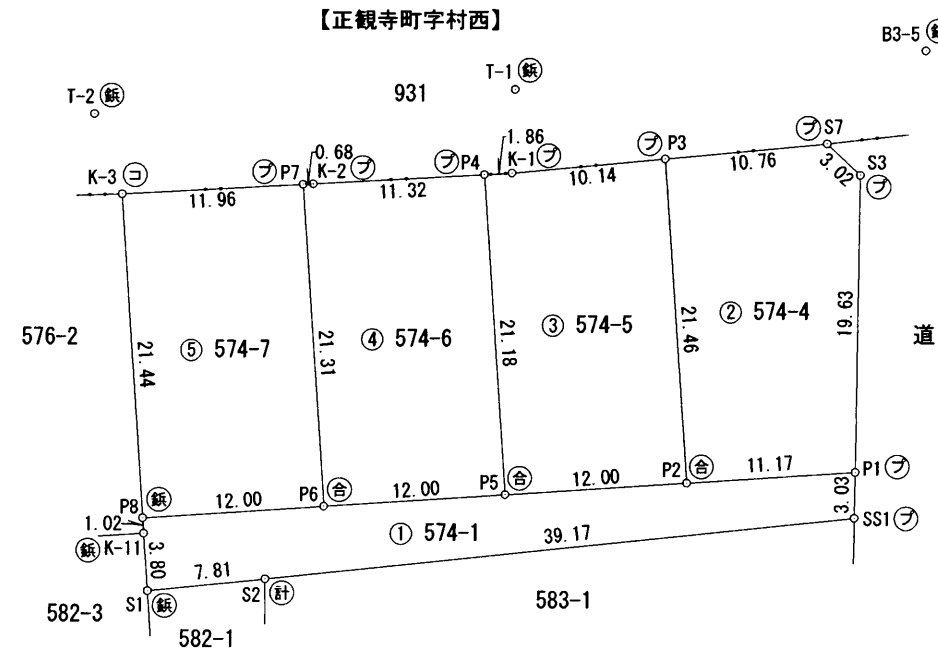 【正観寺町字村西】
B3-5
T-1 鋲
T-2 鋲
931
プ S7
プ P3
1.86
0.68
S3
プ
3.02
K-3 コ
プ P7
K-2 プ
プ P4
K-1 プ
11.96
11.32
10.14
10.76
576-2
⑤ 574-7
④ 574-6
③ 574-5
② 574-4
道
21.44
21.31
21.18
21.46
19.63
P8 鋲
P6 合
P5 合
P2 合
P1 プ
12.00
12.00
12.00
11.17
1.02
3.03
鋲 K-11
3.80
① 574-1
39.17
SS1 プ
7.81
S1 鋲
S2 計
582-3
582-1
583-1